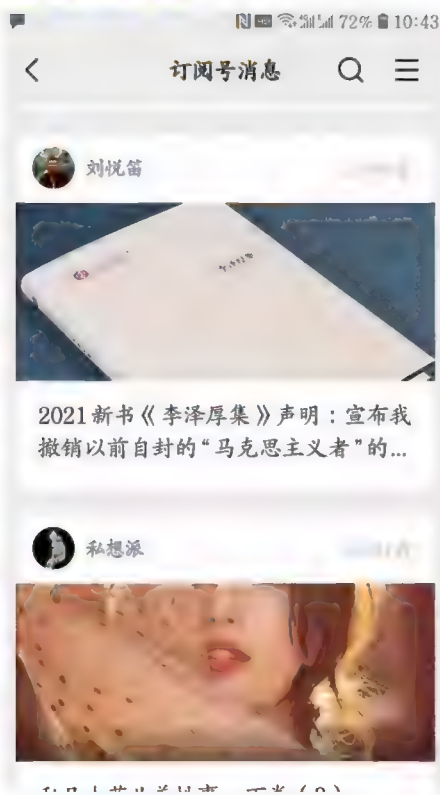 72% 10:43
订阅号消息
刘悦笛
2021新书《李泽厚集》声明：宣布我
撤销以前自封的“马克思主义者”的...
私想派